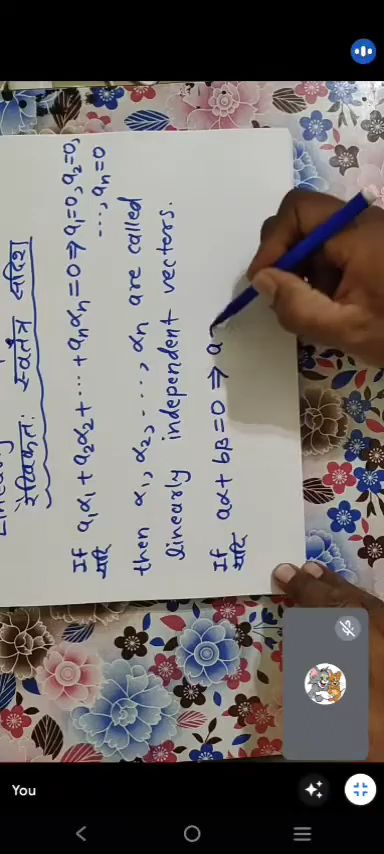 रैखिकतः स्वतंत्र सदिश
If a₁α₁ + a₂α₂ + ··· + aₙαₙ = 0 ⇒ a₁=0, a₂=0,
यदि ..., aₙ=0
then α₁, α₂, ..., αₙ are called
linearly independent vectors.
If aα + bβ = 0 ⇒ a
यदि
You